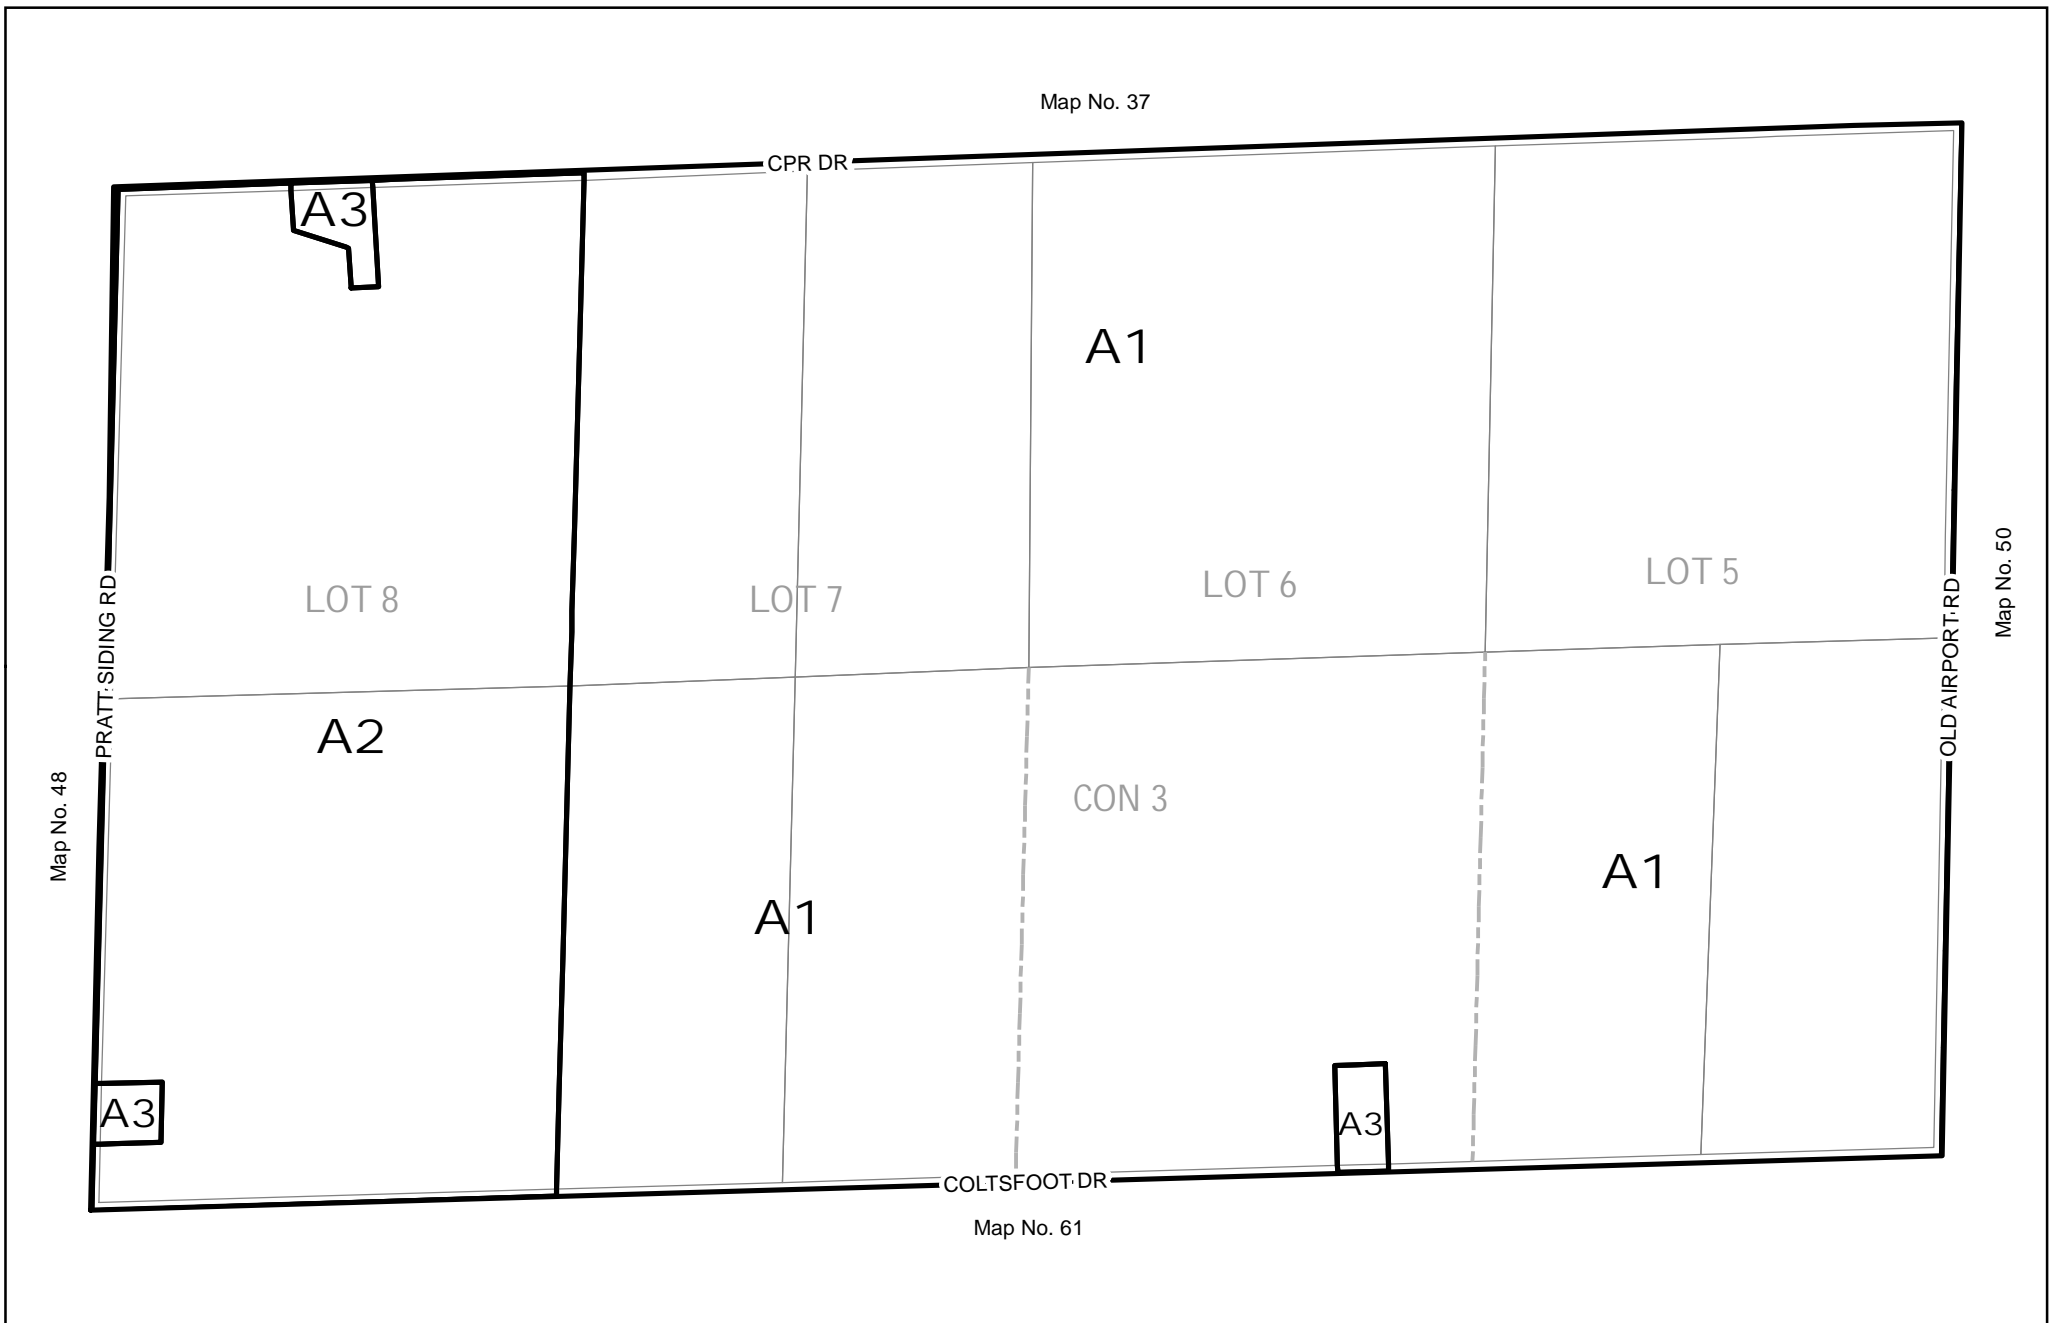 Map No. 37
CPR DR
A3
A1
LOT 8
LOT 7
LOT 6
LOT 5
Map No. 50
OLD AIRPORT RD
PRATT SIDING RD
Map No. 48
A2
CON 3
A1
A1
A3
A3
COLTSFOOT DR
Map No. 61